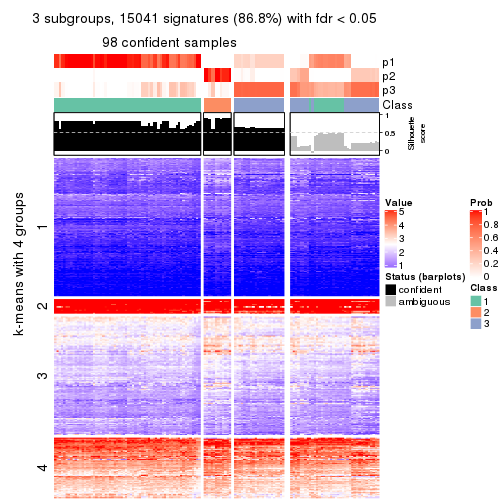 3 subgroups, 15041 signatures (86.8%) with fdr < 0.05
98 confident samples
p1
p2
p3
Class
1
0.5
0
Silhouette
score
k-means with 4 groups
1
2
3
4
Value
5
4
3
2
1
Status (barplots)
confident
ambiguous
Prob
1
0.8
0.6
0.4
0.2
0
Class
1
2
3